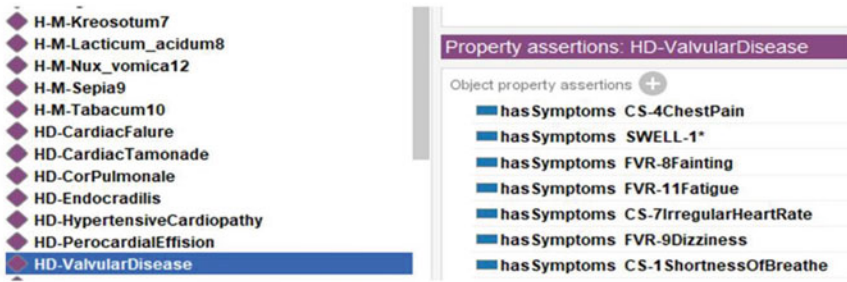 H-M-Kreosotum7
H-M-Lacticum_acidum8
H-M-Nux_vomica12
H-M-Sepia9
H-M-Tabacum10
HD-CardiacFalure
HD-CardiacTamonade
HD-CorPulmonale
HD-Endocradilis
HD-HypertensiveCardiopathy
HD-PerocardialEffision
HD-ValvularDisease
Property assertions: HD-ValvularDisease
Object property assertions
hasSymptoms CS-4ChestPain
hasSymptoms SWELL-1*
hasSymptoms FVR-8Fainting
hasSymptoms FVR-11Fatigue
hasSymptoms CS-7IrregularHeartRate
hasSymptoms FVR-9Dizziness
hasSymptoms CS-1ShortnessOfBreathe